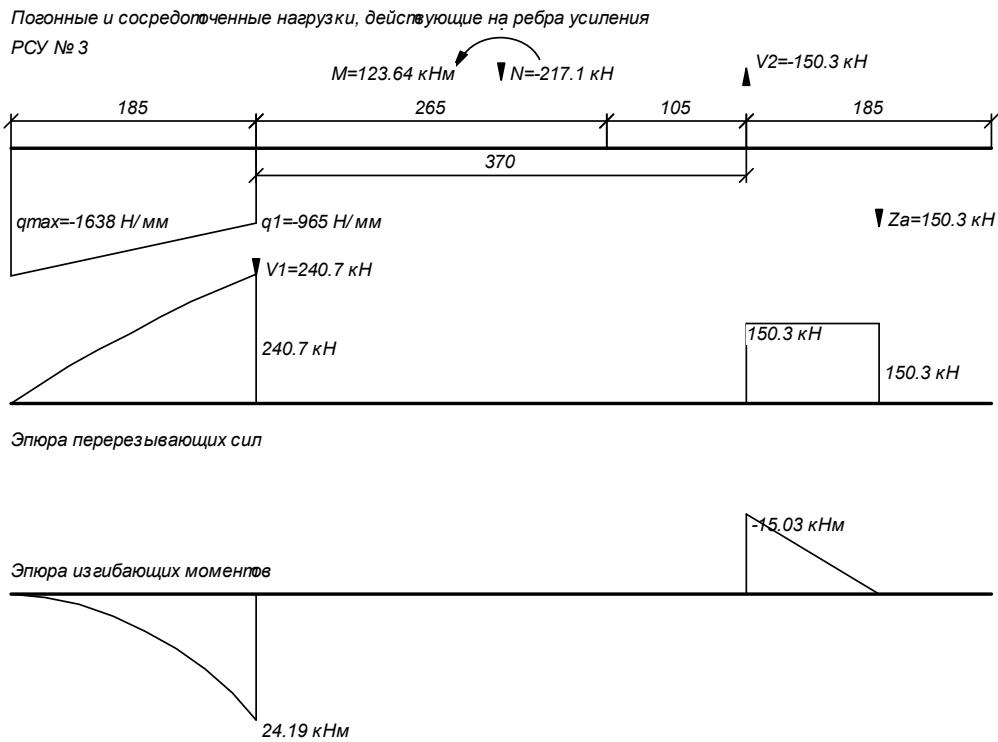 Погонные и сосредоточенные нагрузки, действующие на ребра усиления
РСУ № 3
М=123.64 кНм
N=-217.1 кН
V2=-150.3 кН
185
265
105
185
370
qmax=-1638 Н/мм
q1=-965 Н/мм
Za=150.3 кН
V1=240.7 кН
240.7 кН
150.3 кН
150.3 кН
Эпюра перерезывающих сил
-15.03 кНм
Эпюра изгибающих моментов
24.19 кНм